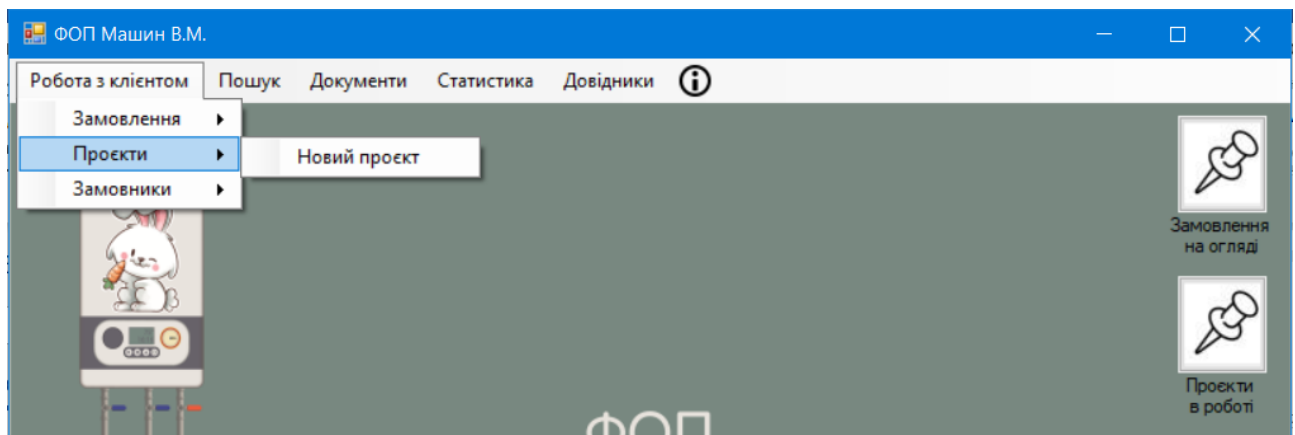 ФОП Машин В.М.
Робота з клієнтом Пошук Документи Статистика Довідники
Замовлення
Проєкти Новий проєкт
Замовники
Замовлення
на огляді
Проєкти
в роботі
ФОП